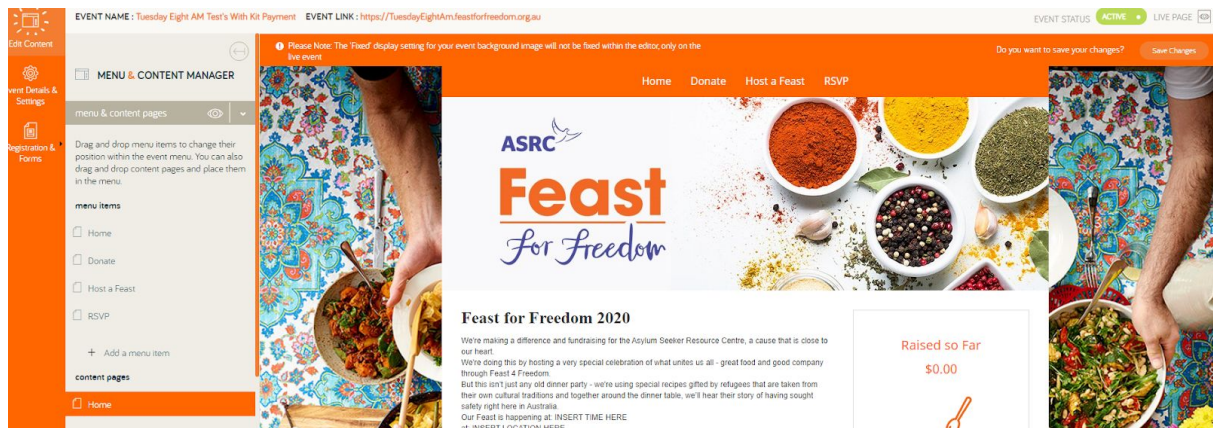 EVENT NAME : Tuesday Eight AM Test's With Kit Payment EVENT LINK : https://TuesdayEightAm.feastforfreedom.org.au
EVENT STATUS ACTIVE LIVE PAGE
Edit Content
vent Details &
Settings
Registration &
Forms
MENU & CONTENT MANAGER
menu & content pages
Drag and drop menu items to change their
position within the event menu. You can also
drag and drop content pages and place them
in the menu.
menu items
Home
Donate
Host a Feast
RSVP
+ Add a menu item
content pages
Home
Please Note: The 'Fixed' display setting for your event background image will not be fixed within the editor, only on the
live event
Do you want to save your changes?
Save Changes
Home Donate Host a Feast RSVP
ASRC
Feast
For Freedom
Feast for Freedom 2020
We're making a difference and fundraising for the Asylum Seeker Resource Centre, a cause that is close to
our heart.
We're doing this by hosting a very special celebration of what unites us all - great food and good company
through Feast 4 Freedom.
But this isn't just any old dinner party - we're using special recipes gifted by refugees that are taken from
their own cultural traditions and together around the dinner table, we'll hear their story of having sought
safety right here in Australia.
Our Feast is happening at: INSERT TIME HERE
at: INSERT LOCATION HERE
Raised so Far
$0.00